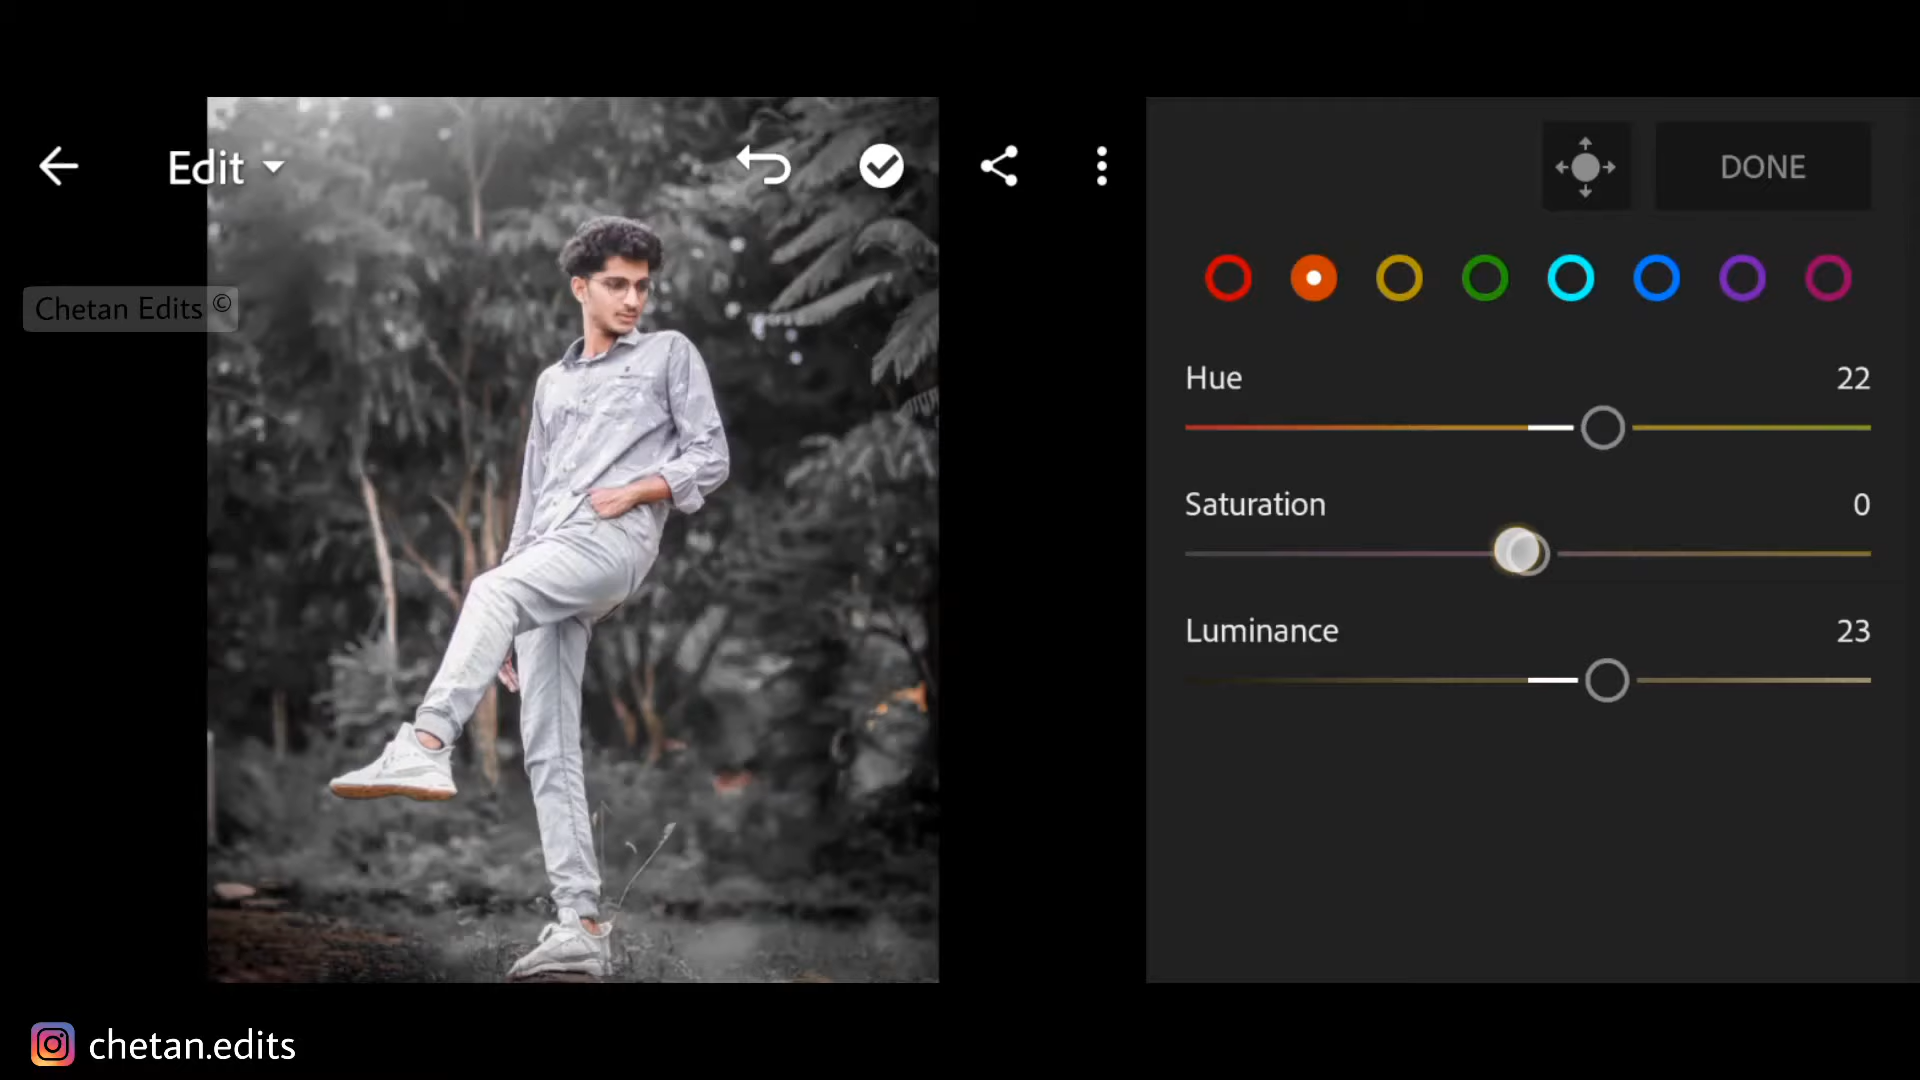 Edit
DONE
Chetan Edits ©
Hue 22
Saturation 0
Luminance 23
chetan.edits